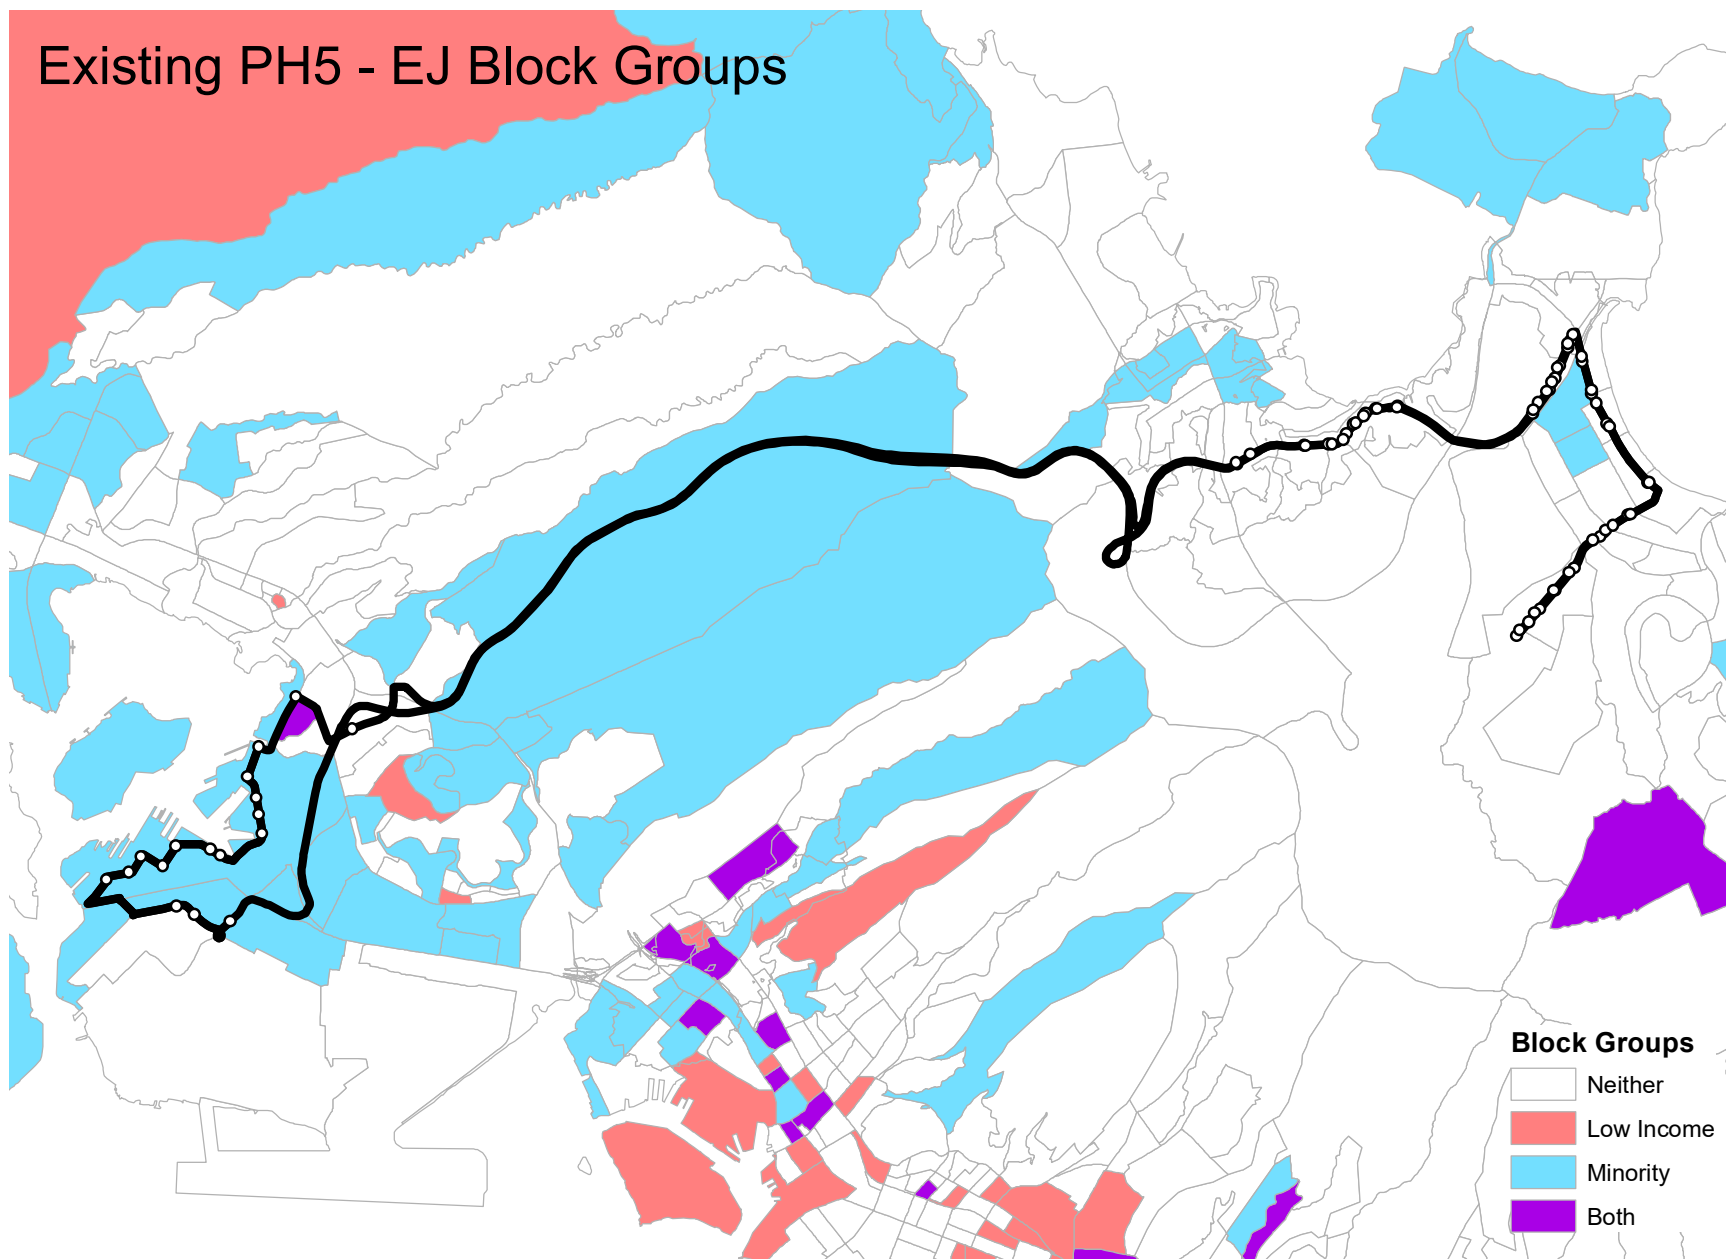 Existing PH5 - EJ Block Groups
Block Groups
Neither
Low Income
Minority
Both